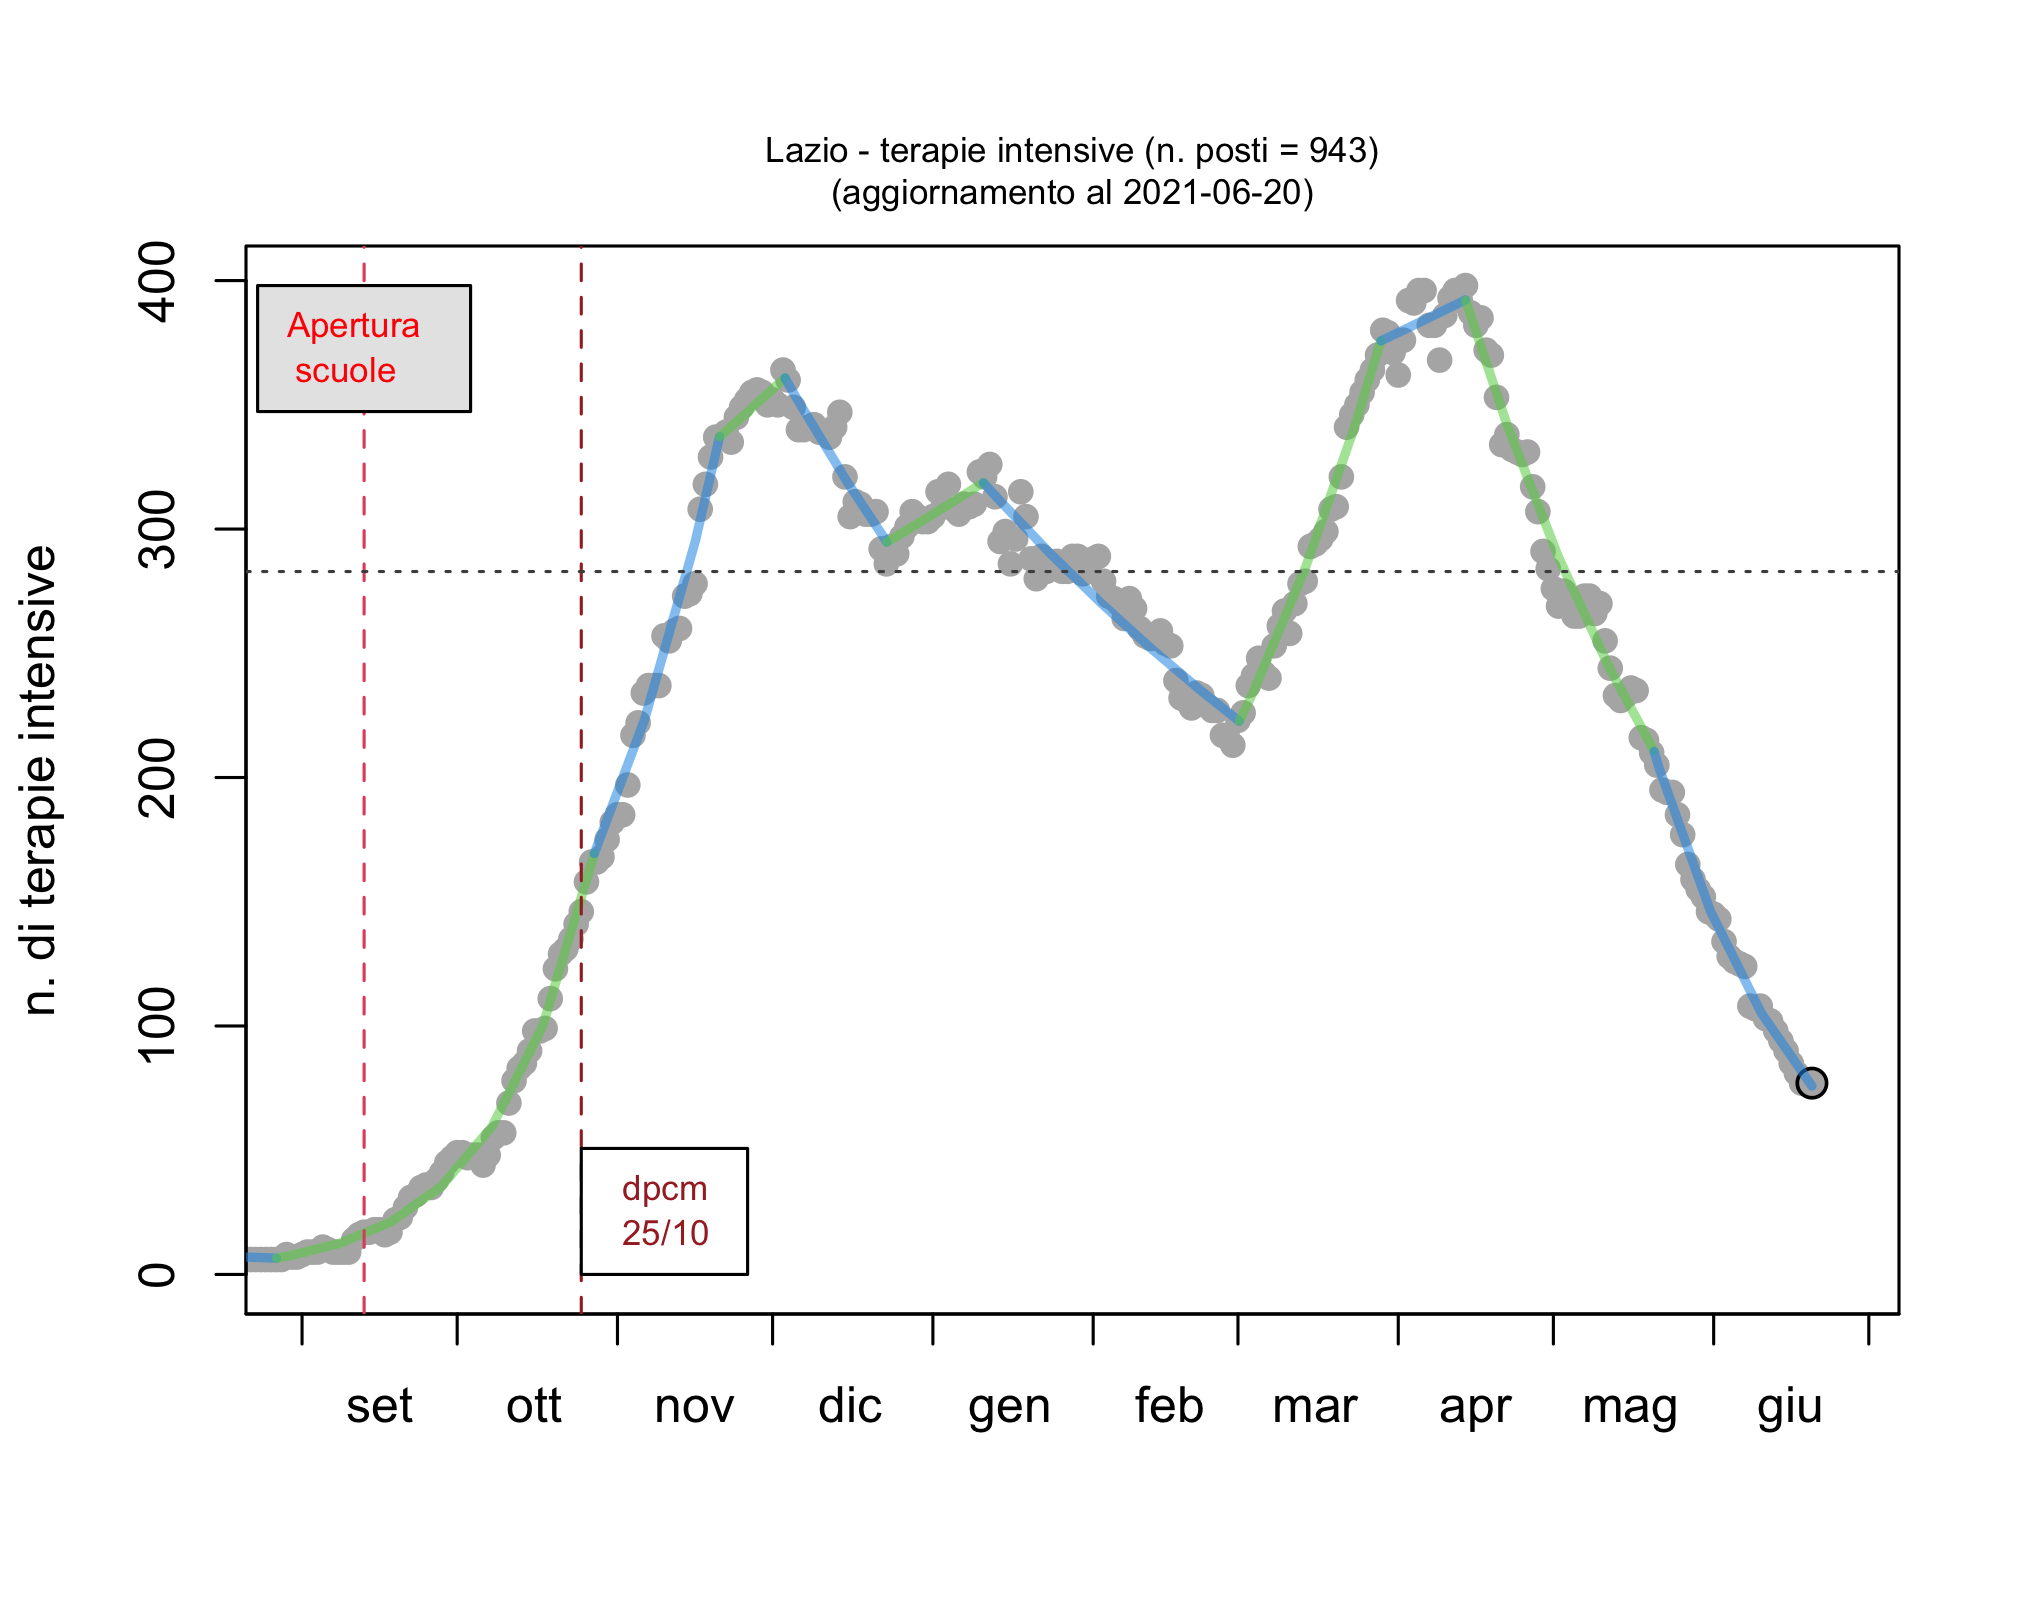 Lazio - terapie intensive (n. posti = 943)
(aggiornamento al 2021-06-20)
n. di terapie intensive
400
300
200
100
0
Apertura
scuole
dpcm
25/10
set ott nov dic gen feb mar apr mag giu